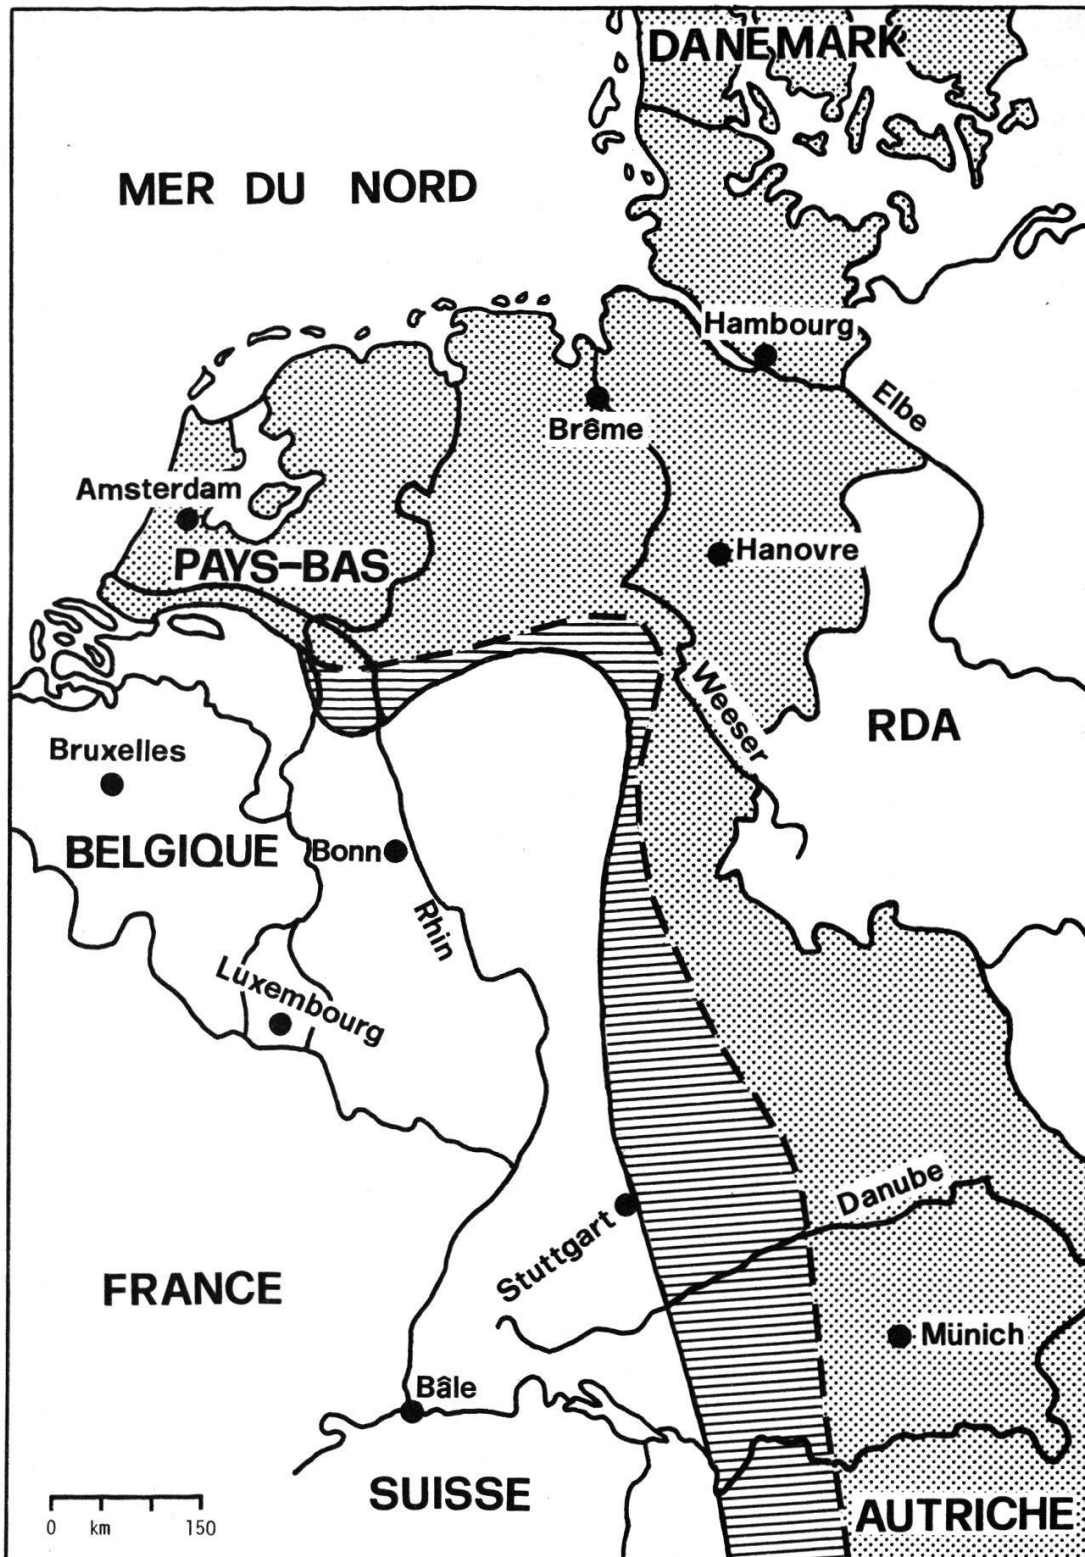 DANEMARK
MER DU NORD
Hambourg
Elbe
Brême
Amsterdam
Hanovre
PAYS-BAS
Weeser
RDA
Bruxelles
BELGIQUE
Bonn
Rhin
Luxembourg
Danube
Stuttgart
FRANCE
Münich
Bâle
SUISSE
AUTRICHE
0 km 150